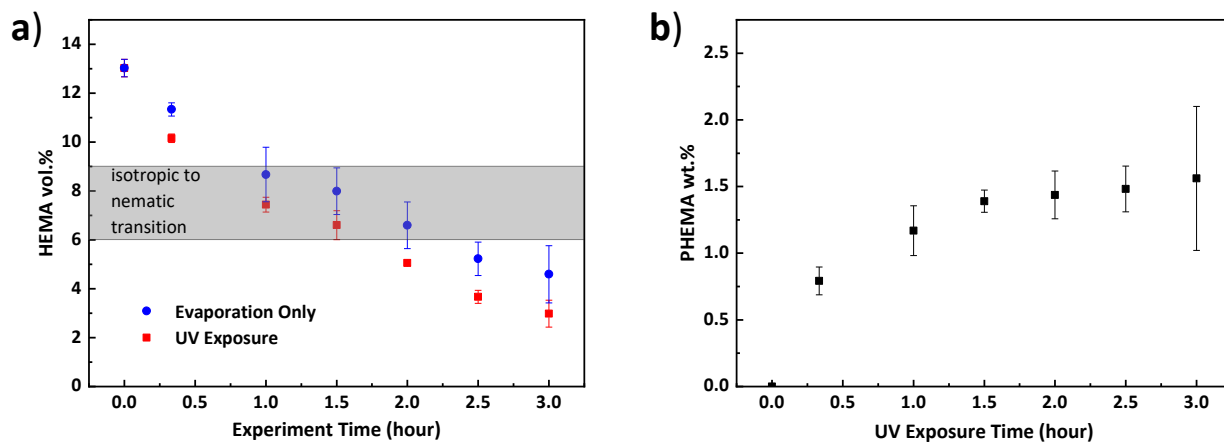 a)
HEMA vol.%
14
12
10
8
6
4
2
0
isotropic to
nematic
transition
Evaporation Only
UV Exposure
0.0 0.5 1.0 1.5 2.0 2.5 3.0
Experiment Time (hour)
b)
PHEMA wt.%
2.5
2.0
1.5
1.0
0.5
0.0
0.0 0.5 1.0 1.5 2.0 2.5 3.0
UV Exposure Time (hour)